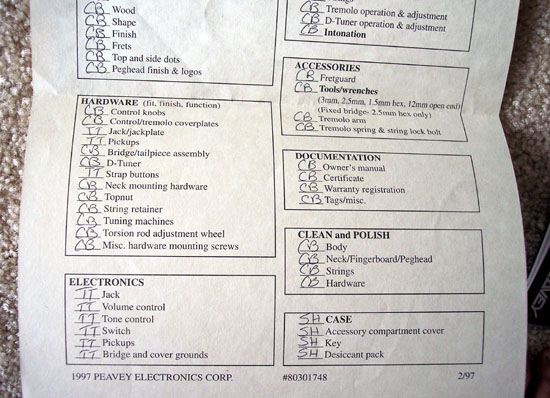 CB Wood
CB Shape
CB Finish
CB Frets
CB Top and side dots
CB Peghead finish & logos
HARDWARE (fit, finish, function)
CB Control knobs
CB Control/tremolo coverplates
TT Jack/jackplate
TT Pickups
CB Bridge/tailpiece assembly
CB D-Tuner
TT Strap buttons
CB Neck mounting hardware
CB Topnut
CB String retainer
CB Tuning machines
CB Torsion rod adjustment wheel
CB Misc. hardware mounting screws
ELECTRONICS
TT Jack
TT Volume control
TT Tone control
TT Switch
TT Pickups
TT Bridge and cover grounds
CB Tremolo operation & adjustment
CB D-Tuner operation & adjustment
CB Intonation
ACCESSORIES
CB Fretguard
CB Tools/wrenches
(3mm, 2.5mm, 1.5mm hex, 12mm open end)
(Fixed bridge- 2.5mm hex only)
CB Tremolo arm
CB Tremolo spring & string lock bolt
DOCUMENTATION
CB Owner's manual
CB Certificate
CB Warranty registration
CB Tags/misc.
CLEAN and POLISH
CB Body
CB Neck/Fingerboard/Peghead
CB Strings
CB Hardware
SH CASE
SH Accessory compartment cover
SH Key
SH Desiccant pack
1997 PEAVEY ELECTRONICS CORP. #80301748 2/97